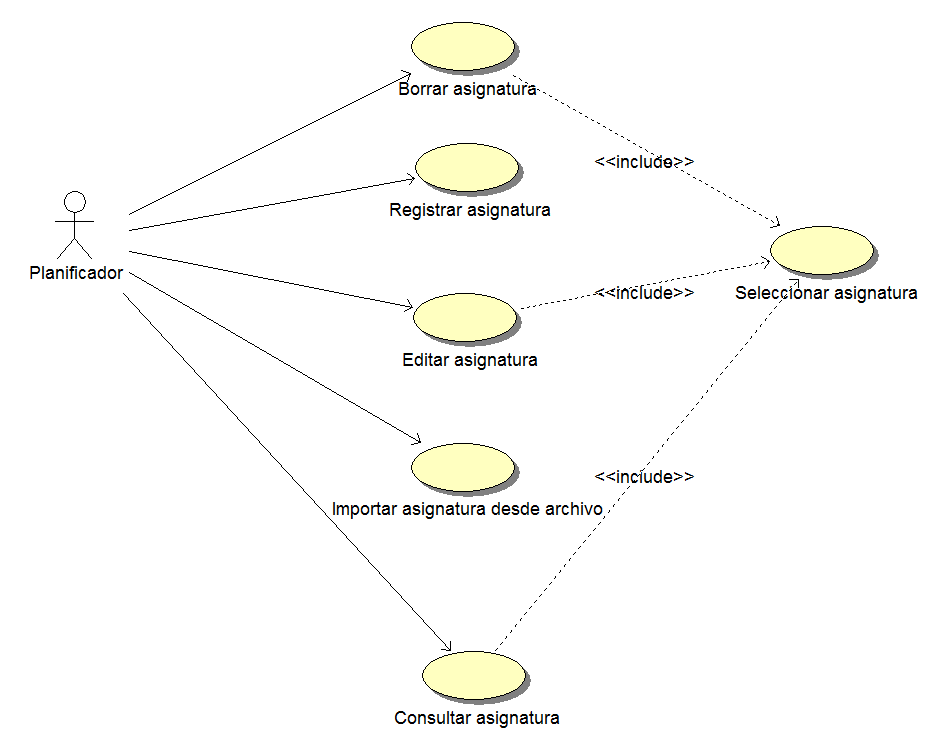 Borrar asignatura
<<include>>
Registrar asignatura
Planificador
Seleccionar asignatura
<<include>>
Editar asignatura
<<include>>
Importar asignatura desde archivo
Consultar asignatura